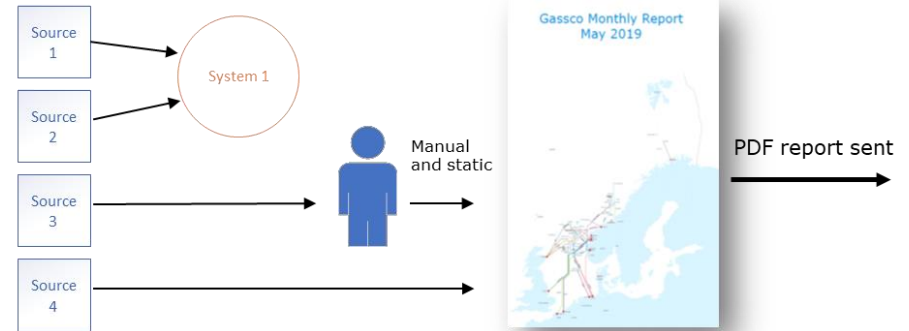 Source
1
Source
2
Source
3
Source
4
System 1
Manual
and static
Gassco Monthly Report
May 2019
PDF report sent